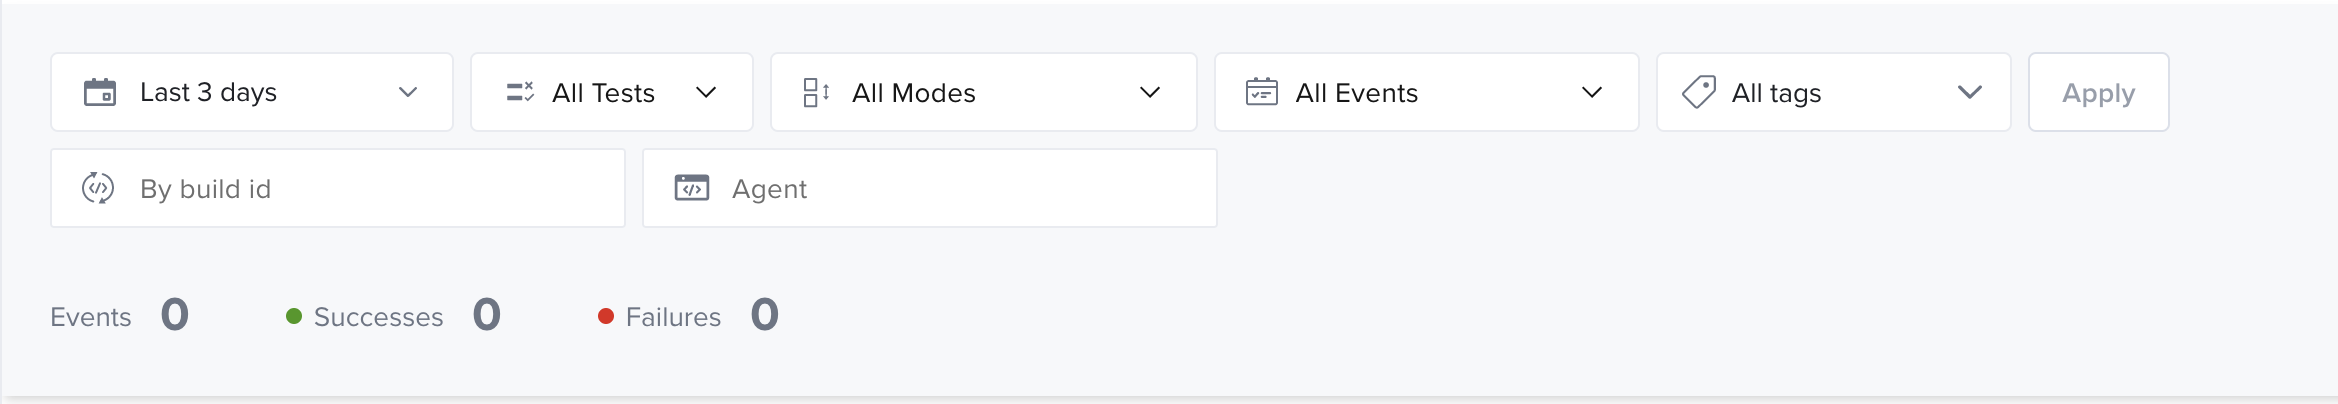 Last 3 days All Tests All Modes All Events All tags Apply
By build id Agent
Events 0 Successes 0 Failures 0